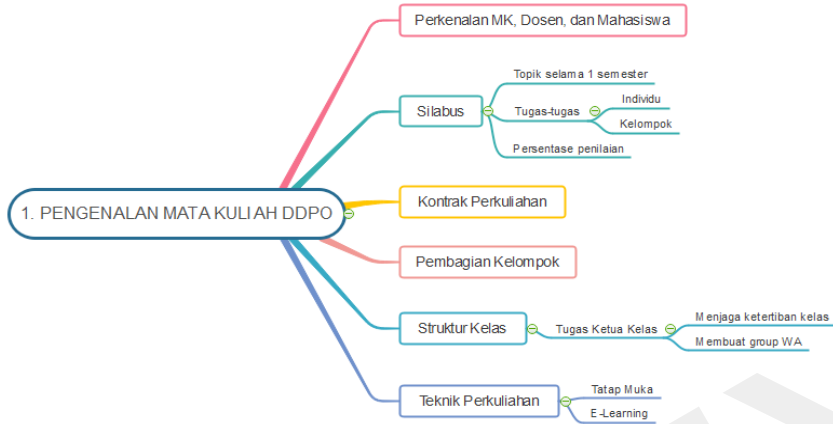 1. PENGENALAN MATA KULIAH DDPO
Perkenalan MK, Dosen, dan Mahasiswa
Silabus
Topik selama 1 semester
Tugas-tugas
Individu
Kelompok
Persentase penilaian
Kontrak Perkuliahan
Pembagian Kelompok
Struktur Kelas
Tugas Ketua Kelas
Menjaga ketertiban kelas
Membuat group WA
Teknik Perkuliahan
Tatap Muka
E-Learning